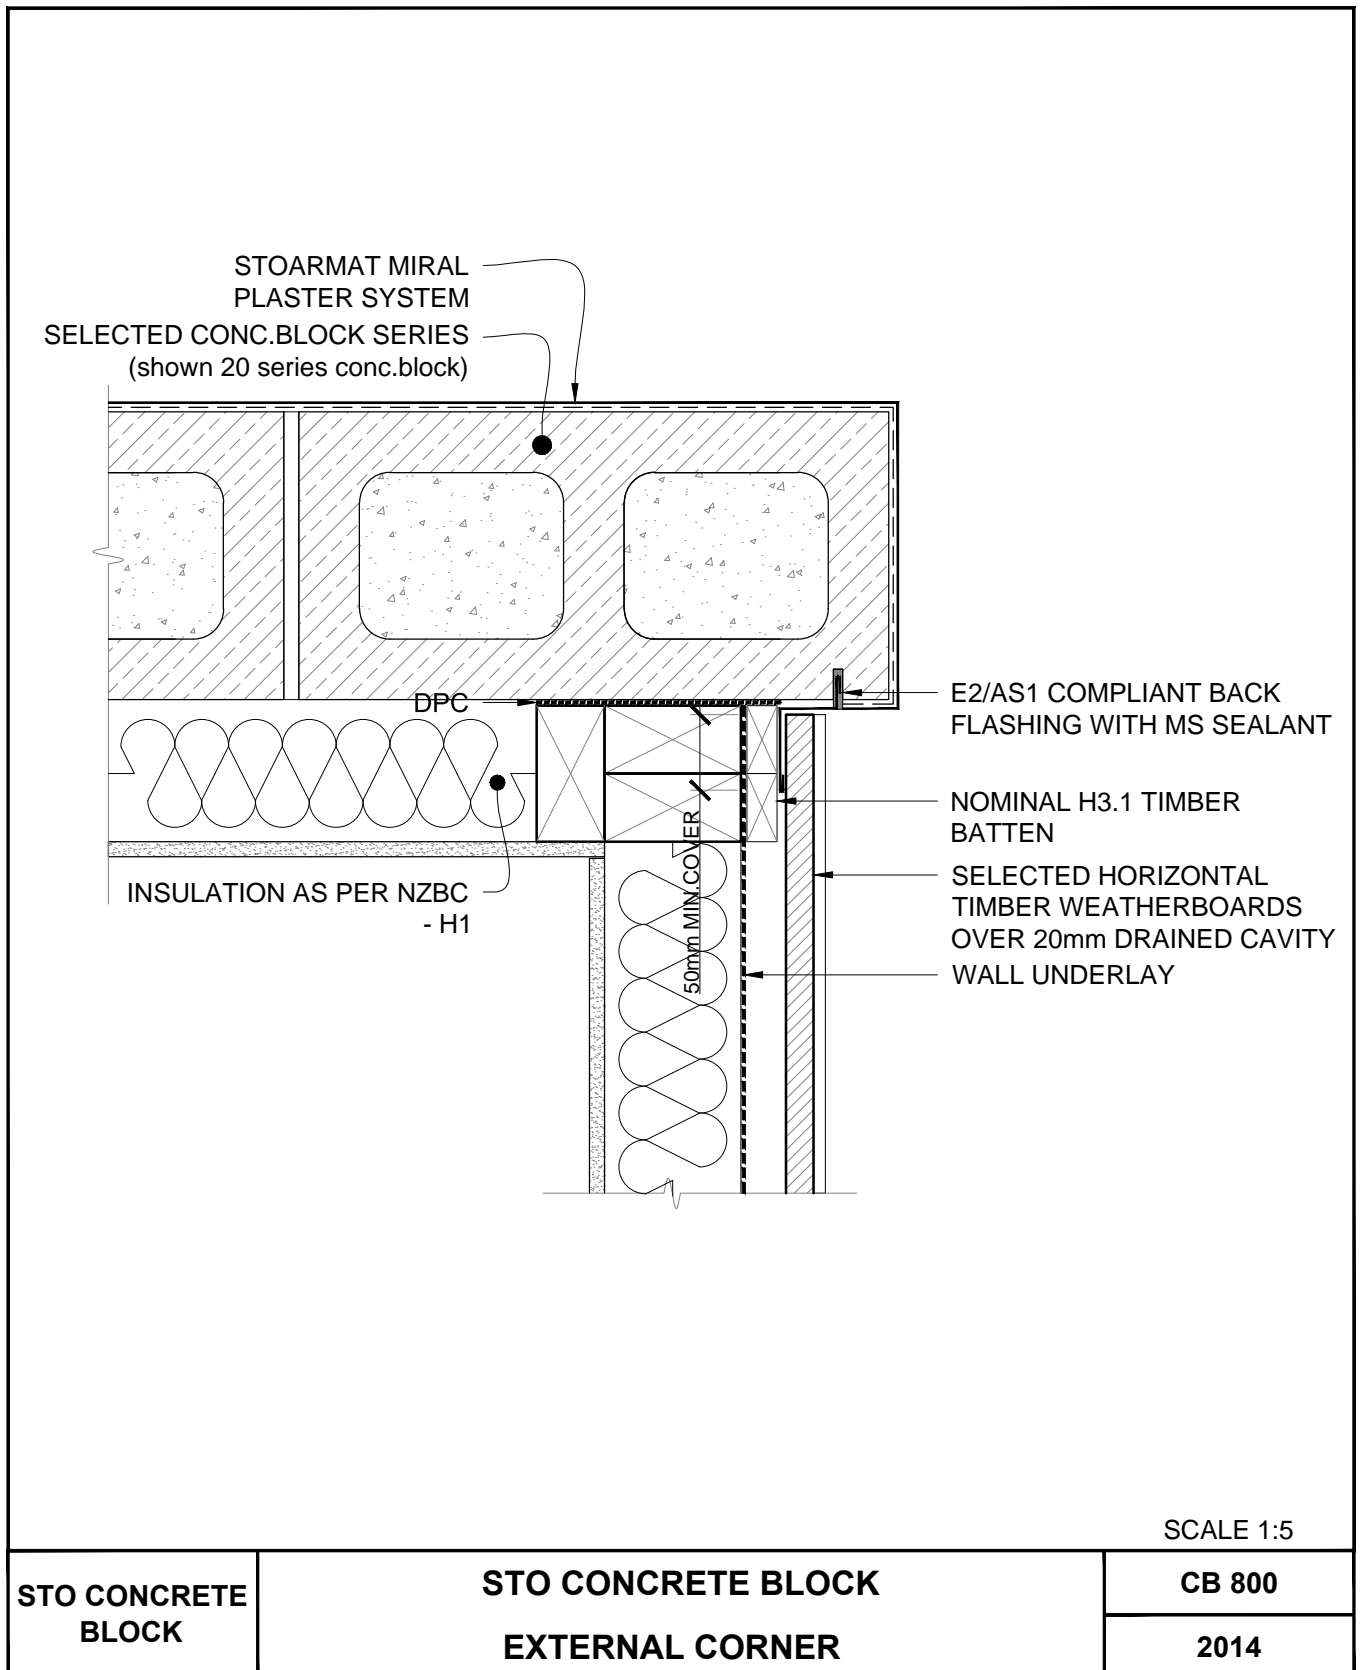 STOARMAT MIRAL
PLASTER SYSTEM
SELECTED CONC.BLOCK SERIES
(shown 20 series conc.block)
DPC
E2/AS1 COMPLIANT BACK
FLASHING WITH MS SEALANT
NOMINAL H3.1 TIMBER
BATTEN
INSULATION AS PER NZBC
- H1
50mm MIN.COVER
SELECTED HORIZONTAL
TIMBER WEATHERBOARDS
OVER 20mm DRAINED CAVITY
WALL UNDERLAY
SCALE 1:5
STO CONCRETE
BLOCK
STO CONCRETE BLOCK
EXTERNAL CORNER
CB 800
2014